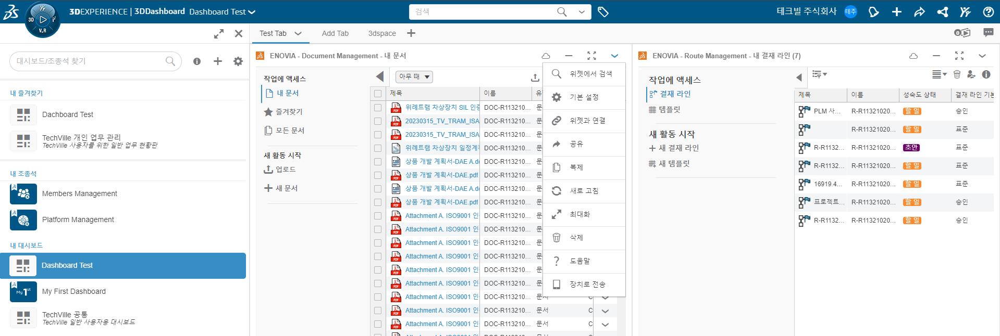 3DEXPERIENCE | 3DDashboard Dashboard Test
검색
테크빌 주식회사 테주
3D
V.R
Test Tab
Add Tab
3dspace
0
대시보드/조종석 찾기
내 즐겨찾기
Dachboard Test
TechVille 개인 업무 관리
TechVille 사용자를 위한 일반 업무 현황판
내 조종석
Members Management
Platform Management
내 대시보드
Dashboard Test
My 1st
My First Dashboard
TechVille 공통
TechVille 일반 사용자용 대시보드
ENOVIA - Document Management - 내 문서
작업에 액세스
내 문서
즐겨찾기
모든 문서
새 활동 시작
업로드
새 문서
아무 때
제목 이름 유
위례트램 차상장치 SIL 인증 DOC-R113210... 문
20230315_TV_TRAM_ISA DOC-R113210... 문
20230315_TV_TRAM_ISA DOC-R113210... 문
위례트램 차상장치 일정계획 DOC-R113210... 문
상품 개발 계획서-DAE A.do DOC-R113210... 문
상품 개발 계획서-DAE.pdf DOC-R113210... 문
상품 개발 계획서-DAE A.do DOC-R113210... 문
상품 개발 계획서-DAE.pdf DOC-R113210... 문
Attachment A. ISO9001 인 DOC-R113210... 문
Attachment A. ISO9001 인 DOC-R113210... 문
Attachment A. ISO9001 인 DOC-R113210... 문
Attachment A. ISO9001 인 DOC-R113210... 문
Attachment A. ISO9001 인 DOC-R113210... 문
Attachment A. ISO9001 인 DOC-R113210... 문
Attachment A. ISO9001 인 DOC-R113210... 문서 C
Attachment A. ISO9001 인 DOC-R113210... 문서 C
Attachment A. ISO9001 인 DOC-R113210... 문서 C
위젯에서 검색
기본 설정
위젯과 연결
공유
복제
새로 고침
최대화
삭제
도움말
장치로 전송
ENOVIA - Route Management - 내 결재 라인 (7)
작업에 액세스
결재 라인
템플릿
새 활동 시작
새 결재 라인
새 템플릿
제목 이름 성숙도 상태 결재 라인 기본
PLM 사... R-R11321020... 할 일 승인
R-R11321020... 할 일 표준
R-R1132... R-R11321020... 초안 표준
R-R1132... R-R11321020... 할 일 표준
16919.4... R-R11321020... 할 일 표준
프로젝트... R-R11321020... 할 일 승인
R-R1132... R-R11321020... 할 일 승인